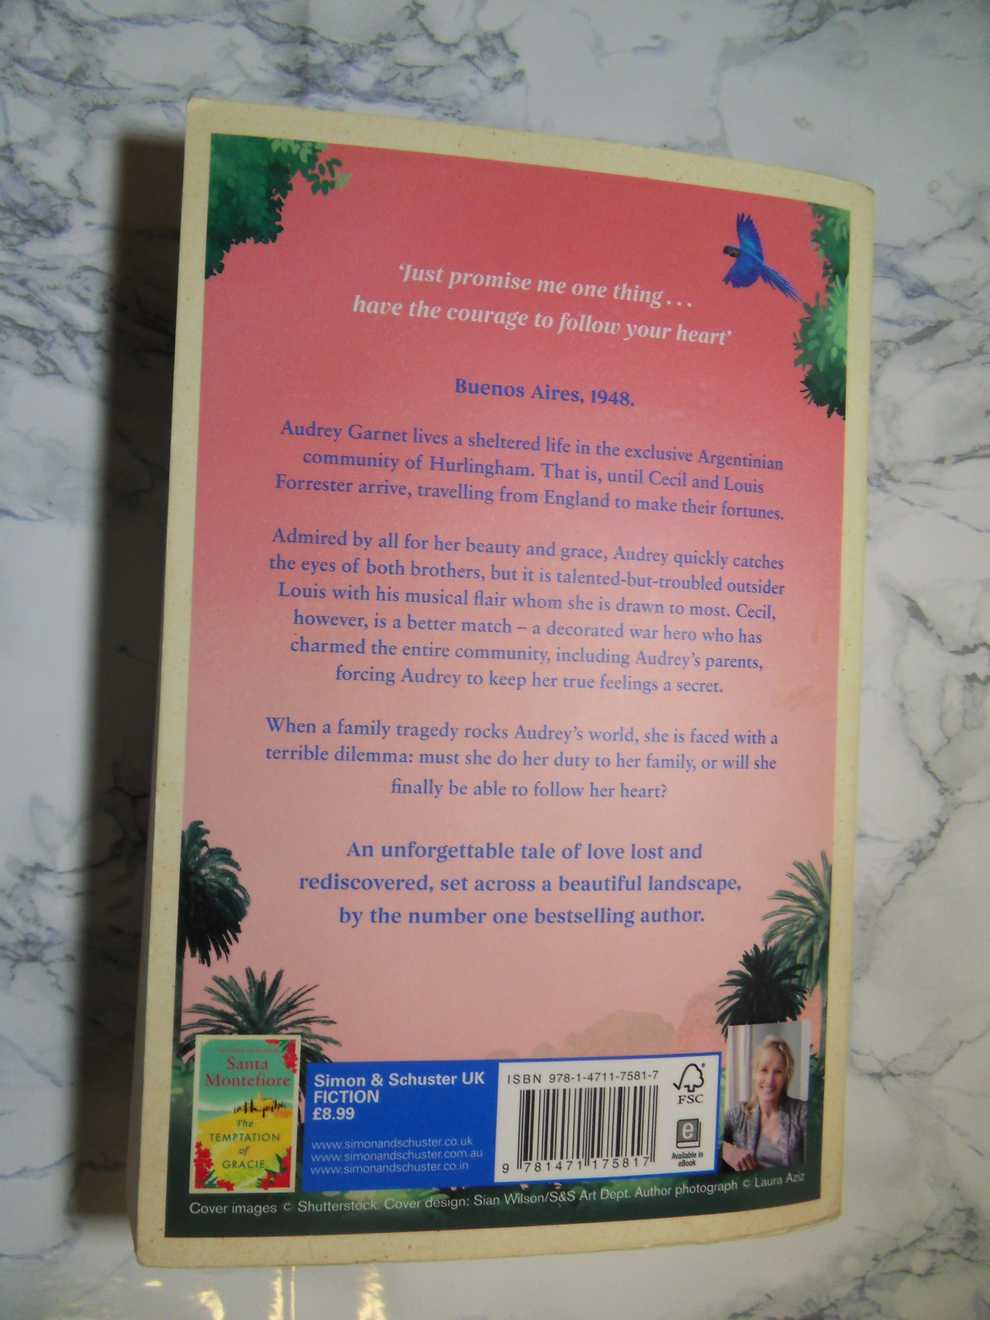 ‘Just promise me one thing . . .
have the courage to follow your heart’
Buenos Aires, 1948.
Audrey Garnet lives a sheltered life in the exclusive Argentinian
community of Hurlingham. That is, until Cecil and Louis
Forrester arrive, travelling from England to make their fortunes.
Admired by all for her beauty and grace, Audrey quickly catches
the eyes of both brothers, but it is talented-but-troubled outsider
Louis with his musical flair whom she is drawn to most. Cecil,
however, is a better match – a decorated war hero who has
charmed the entire community, including Audrey’s parents,
forcing Audrey to keep her true feelings a secret.
When a family tragedy rocks Audrey’s world, she is faced with a
terrible dilemma: must she do her duty to her family, or will she
finally be able to follow her heart?
An unforgettable tale of love lost and
rediscovered, set across a beautiful landscape,
by the number one bestselling author.
Santa
Montefiore
The
TEMPTATION
of
GRACIE
Simon & Schuster UK
FICTION
£8.99
www.simonandschuster.co.uk
www.simonandschuster.com.au
www.simonandschuster.co.in
ISBN 978-1-4711-7581-7
9 781471 175817
FSC
e
Available in
eBook
Cover images © Shutterstock. Cover design: Sian Wilson/S&S Art Dept. Author photograph © Laura Aziz